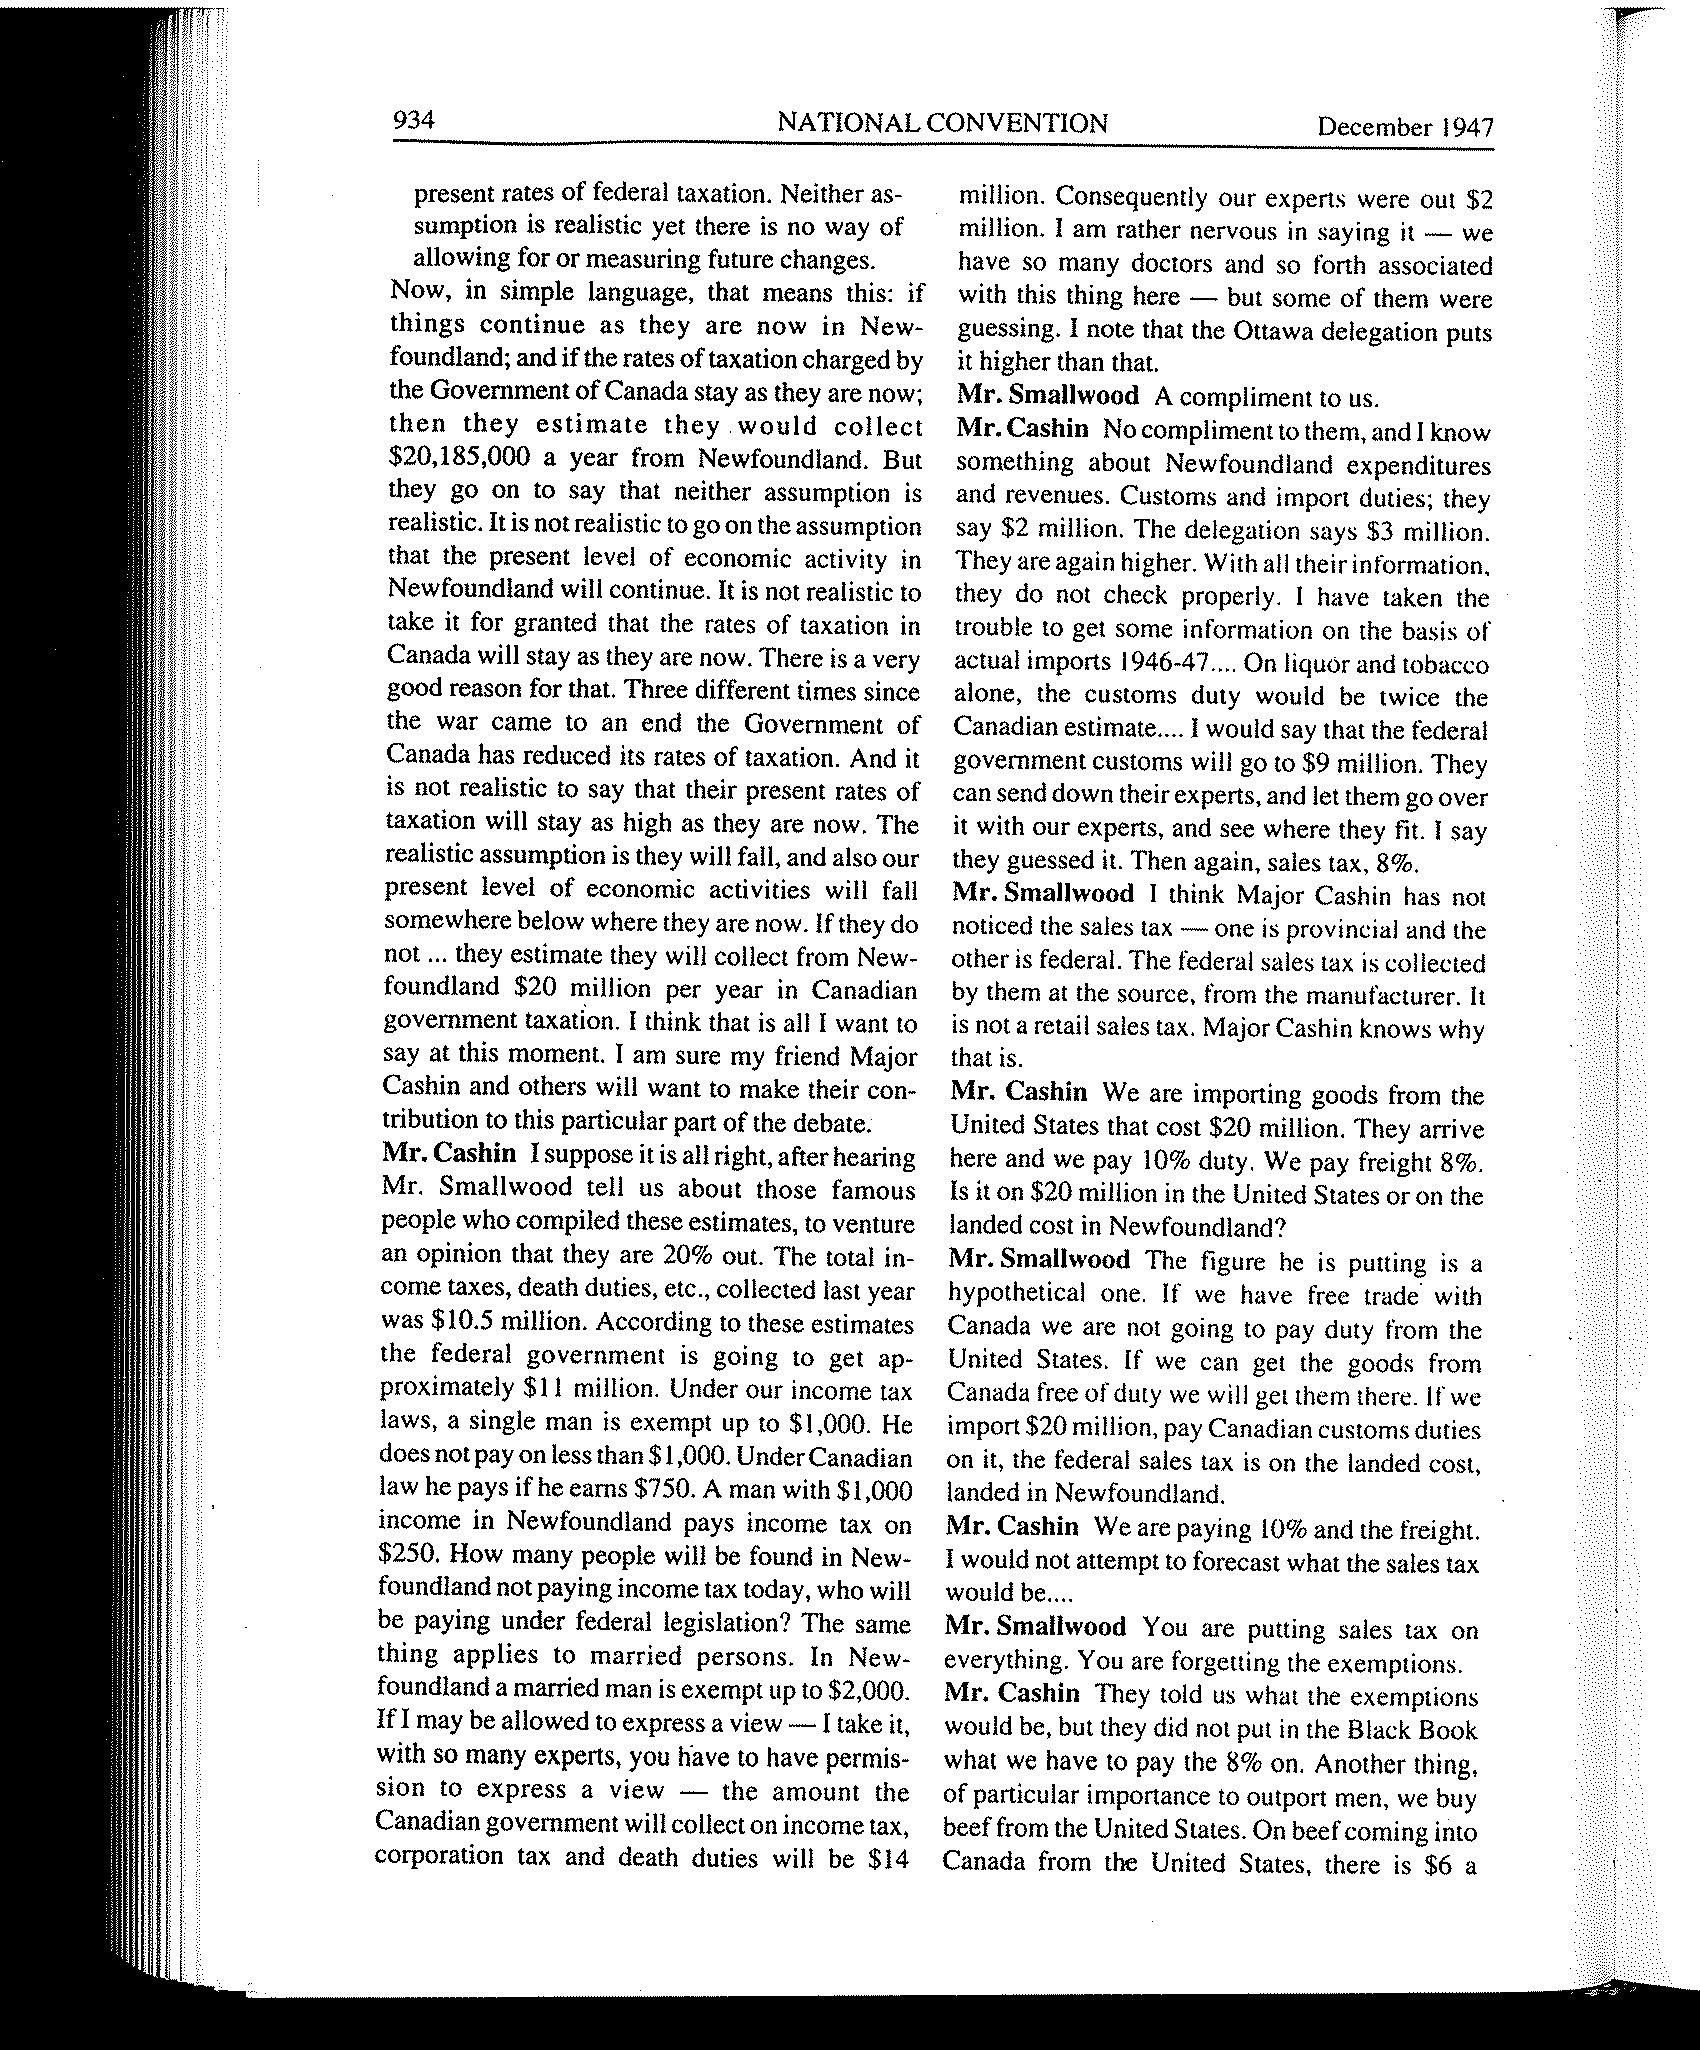 934
NATIONAL CONVENTION
December 1947
present rates of federal taxation. Neither as-
sumption is realistic yet there is no way of
allowing for or measuring future changes.
Now, in simple language, that means this: if
things continue as they are now in New-
foundland; and if the rates of taxation charged by
the Government of Canada stay as they are now;
then they estimate they would collect
$20,185,000 a year from Newfoundland. But
they go on to say that neither assumption is
realistic. It is not realistic to go on the assumption
that the present level of economic activity in
Newfoundland will continue. It is not realistic to
take it for granted that the rates of taxation in
Canada will stay as they are now. There is a very
good reason for that. Three different times since
the war came to an end the Government of
Canada has reduced its rates of taxation. And it
is not realistic to say that their present rates of
taxation will stay as high as they are now. The
realistic assumption is they will fall, and also our
present level of economic activities will fall
somewhere below where they are now. If they do
not ... they estimate they will collect from New-
foundland $20 million per year in Canadian
government taxation. I think that is all I want to
say at this moment. I am sure my friend Major
Cashin and others will want to make their con-
tribution to this particular part of the debate.
Mr. Cashin I suppose it is all right, after hearing
Mr. Smallwood tell us about those famous
people who compiled these estimates, to venture
an opinion that they are 20% out. The total in-
come taxes, death duties, etc., collected last year
was $10.5 million. According to these estimates
the federal government is going to get ap-
proximately $11 million. Under our income tax
laws, a single man is exempt up to $1,000. He
does not pay on less than $1,000. Under Canadian
law he pays if he earns $750. A man with $1,000
income in Newfoundland pays income tax on
$250. How many people will be found in New-
foundland not paying income tax today, who will
be paying under federal legislation? The same
thing applies to married persons. In New-
foundland a married man is exempt up to $2,000.
If I may be allowed to express a view — I take it,
with so many experts, you have to have permis-
sion to express a view — the amount the
Canadian government will collect on income tax,
corporation tax and death duties will be $14
million. Consequently our experts were out $2
million. I am rather nervous in saying it — we
have so many doctors and so forth associated
with this thing here — but some of them were
guessing. I note that the Ottawa delegation puts
it higher than that.
Mr. Smallwood A compliment to us.
Mr. Cashin No compliment to them, and I know
something about Newfoundland expenditures
and revenues. Customs and import duties; they
say $2 million. The delegation says $3 million.
They are again higher. With all their information,
they do not check properly. I have taken the
trouble to get some information on the basis of
actual imports 1946-47.... On liquor and tobacco
alone, the customs duty would be twice the
Canadian estimate.... I would say that the federal
government customs will go to $9 million. They
can send down their experts, and let them go over
it with our experts, and see where they fit. I say
they guessed it. Then again, sales tax, 8%.
Mr. Smallwood I think Major Cashin has not
noticed the sales tax — one is provincial and the
other is federal. The federal sales tax is collected
by them at the source, from the manufacturer. It
is not a retail sales tax. Major Cashin knows why
that is.
Mr. Cashin We are importing goods from the
United States that cost $20 million. They arrive
here and we pay 10% duty. We pay freight 8%.
Is it on $20 million in the United States or on the
landed cost in Newfoundland?
Mr. Smallwood The figure he is putting is a
hypothetical one. If we have free trade with
Canada we are not going to pay duty from the
United States. If we can get the goods from
Canada free of duty we will get them there. If we
import $20 million, pay Canadian customs duties
on it, the federal sales tax is on the landed cost,
landed in Newfoundland.
Mr. Cashin We are paying 10% and the freight.
I would not attempt to forecast what the sales tax
would be....
Mr. Smallwood You are putting sales tax on
everything. You are forgetting the exemptions.
Mr. Cashin They told us what the exemptions
would be, but they did not put in the Black Book
what we have to pay the 8% on. Another thing,
of particular importance to outport men, we buy
beef from the United States. On beef coming into
Canada from the United States, there is $6 a